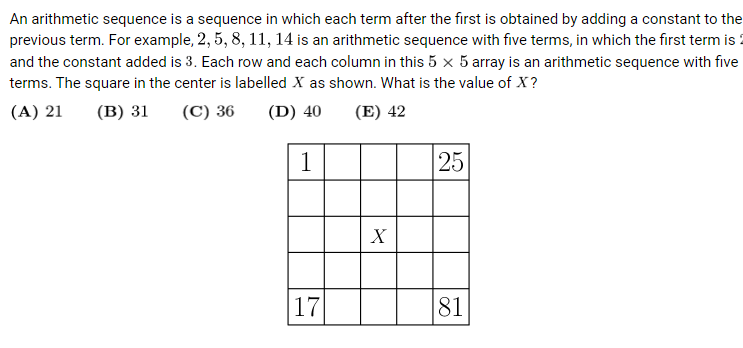 An arithmetic sequence is a sequence in which each term after the first is obtained by adding a constant to the
previous term. For example, 2, 5, 8, 11, 14 is an arithmetic sequence with five terms, in which the first term is
and the constant added is 3. Each row and each column in this 5 × 5 array is an arithmetic sequence with five
terms. The square in the center is labelled X as shown. What is the value of X?
(A) 21 (B) 31 (C) 36 (D) 40 (E) 42
1 25
X
17 81